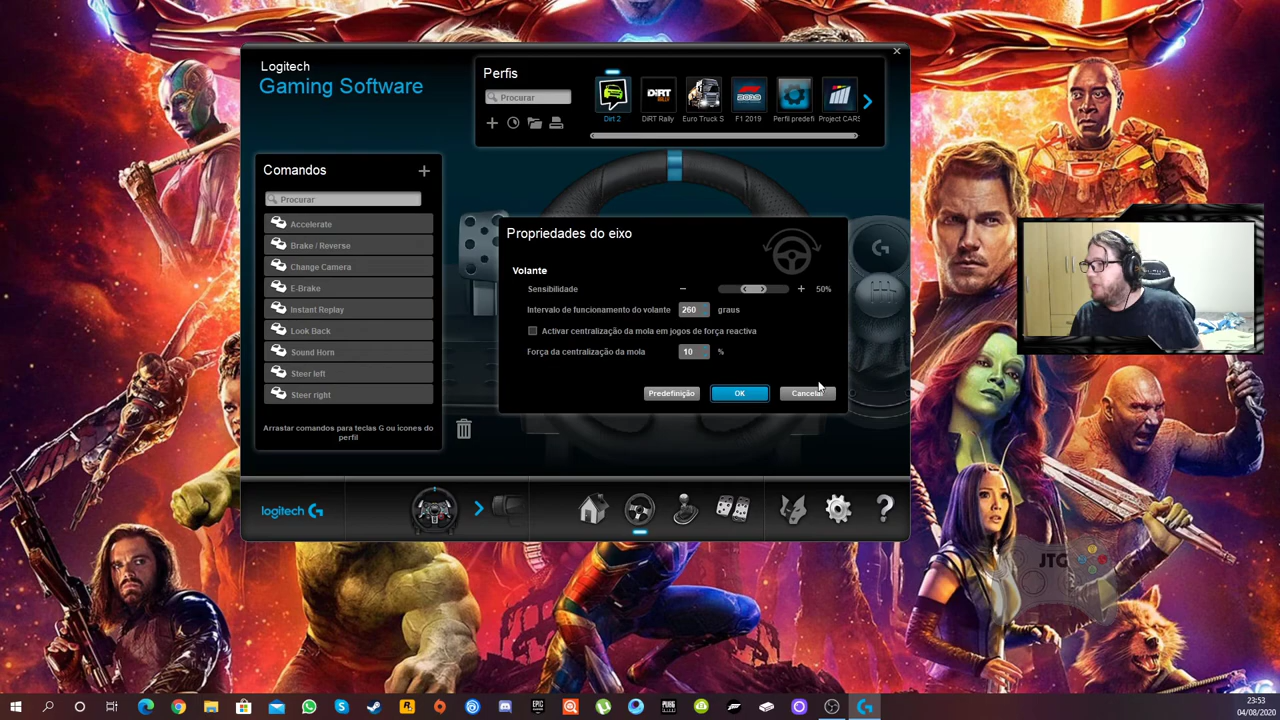 Logitech
Gaming Software
Perfis
Procurar
Dirt 2
DiRT Rally
Euro Truck S
F1 2019
Perfil predefi
Project CARS
Comandos
Procurar
Accelerate
Brake / Reverse
Change Camera
E-Brake
Instant Replay
Look Back
Sound Horn
Steer left
Steer right
Arrastar comandos para teclas G ou ícones do
perfil
Propriedades do eixo
Volante
Sensibilidade
50%
Intervalo de funcionamento do volante 260 graus
Activar centralização da mola em jogos de força reactiva
Força da centralização da mola 10 %
Predefinição
OK
Cancelar
logitech
JTG
23:53
04/08/2020